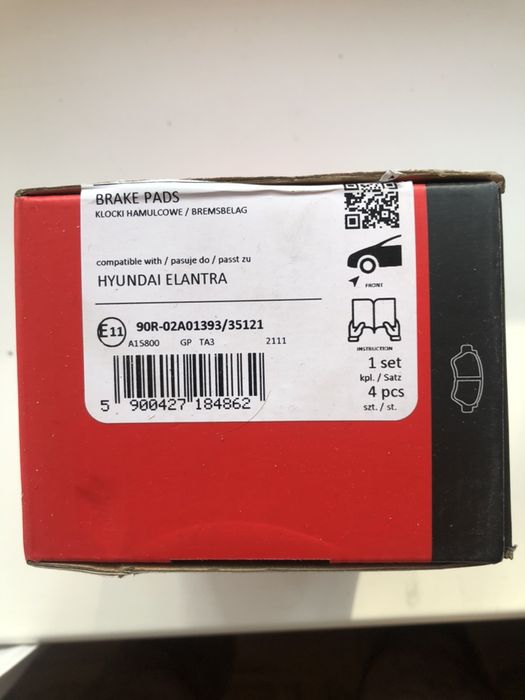 BRAKE PADS
KLOCKI HAMULCOWE / BREMSBELAG
compatible with / pasuje do / passt zu
HYUNDAI ELANTRA
FRONT
E11 90R-02A01393/35121
A15800 GP TA3 2111
INSTRUCTION
1 set
kpl. / Satz
4 pcs
szt. / st.
5 900427 184862